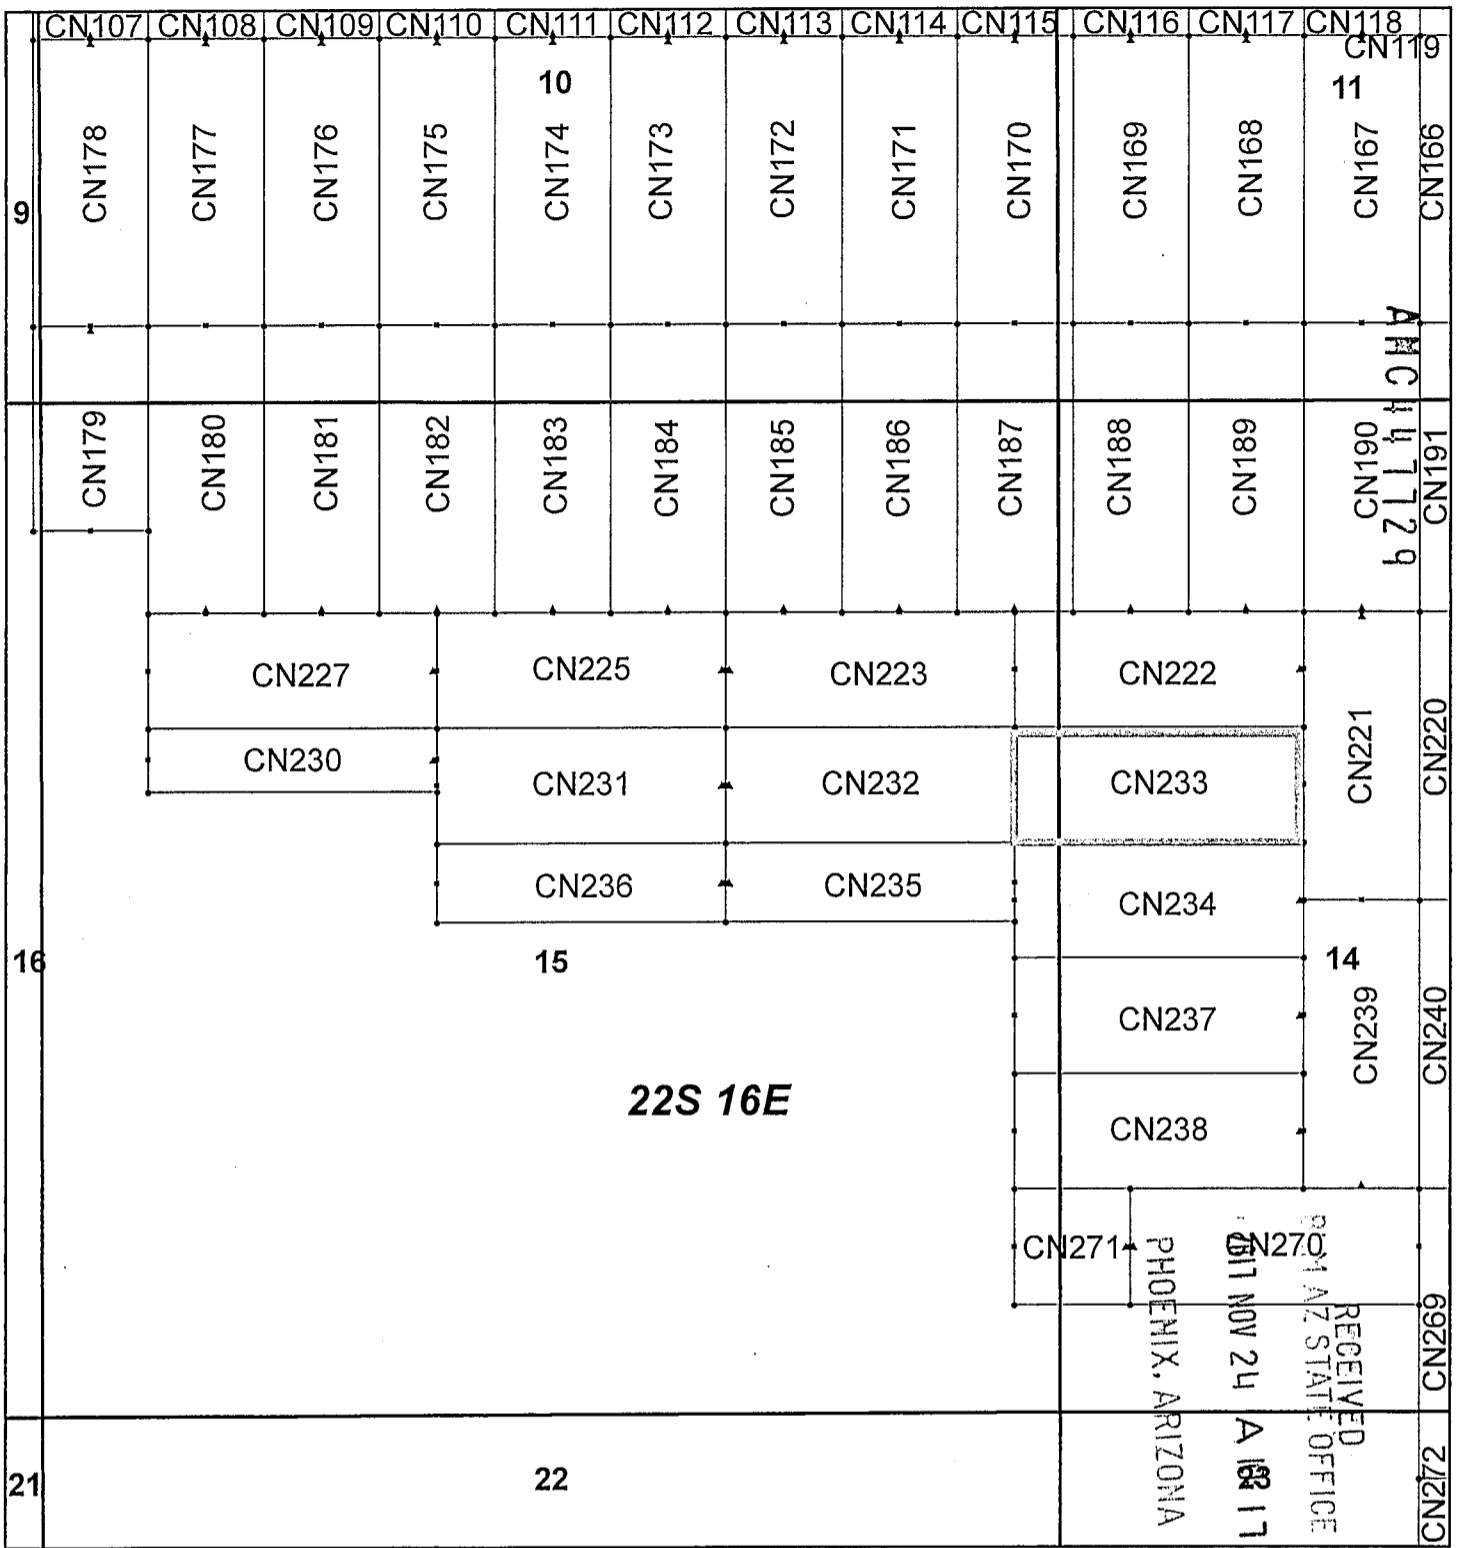 CN107 CN108 CN109 CN110 CN111 CN112 CN113 CN114 CN115 CN116 CN117 CN118
CN119
10
11
CN178 CN177 CN176 CN175 CN174 CN173 CN172 CN171 CN170 CN169 CN168 CN167 CN166
9
CN179 CN180 CN181 CN182 CN183 CN184 CN185 CN186 CN187 CN188 CN189 CN190 CN191
CN227 CN225 CN223 CN222
CN221 CN220
CN230 CN231 CN232 CN233
CN236 CN235 CN234
16 15 14
CN237
CN239 CN240
22S 16E
CN238
CN271 CN270
CN269
21 22
CN272
RECEIVED
AZ STATE OFFICE
NOV 24 A
PHOENIX, ARIZONA